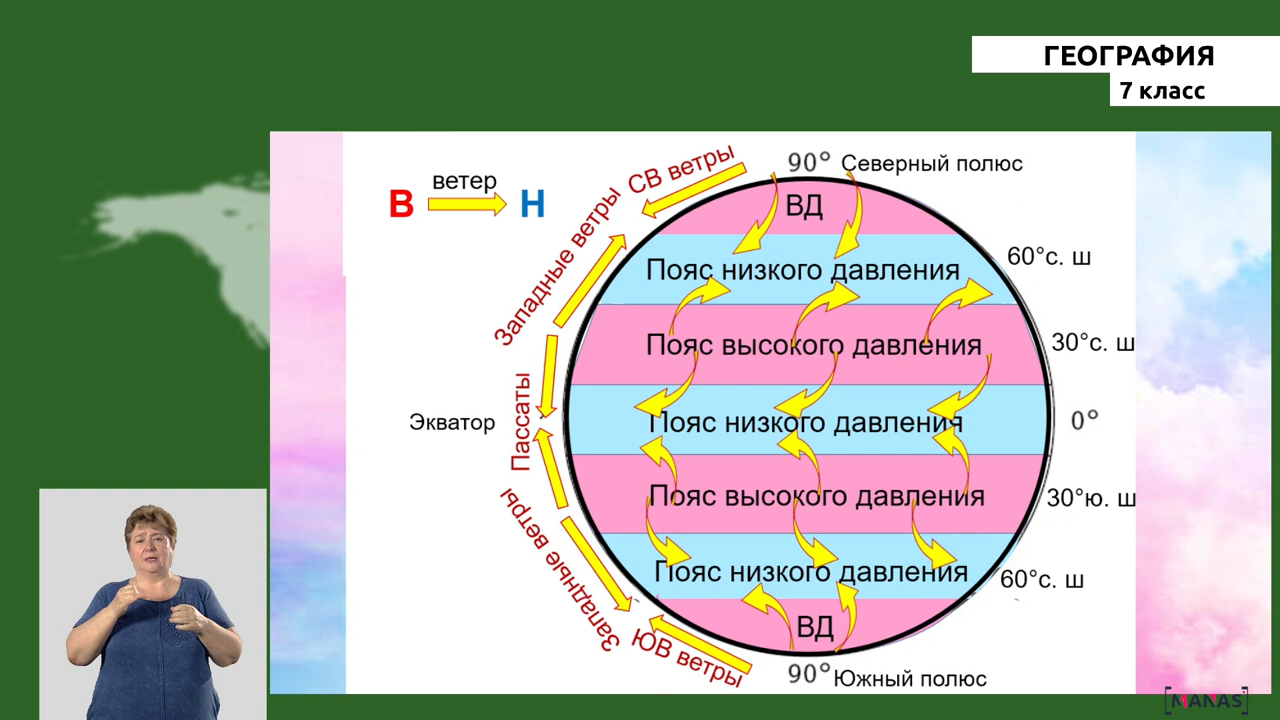 ГЕОГРАФИЯ
7 класс
90° Северный полюс
СВ ветры
ветер
В
Н
ВД
Западные ветры
60°с. ш
Пояс низкого давления
30°с. ш
Пояс высокого давления
Пассаты
Экватор
Пояс низкого давления
0°
Пояс высокого давления
30°ю. ш
Западные ветры
Пояс низкого давления
60°с. ш
ВД
ЮВ ветры
90° Южный полюс
[MANAS]